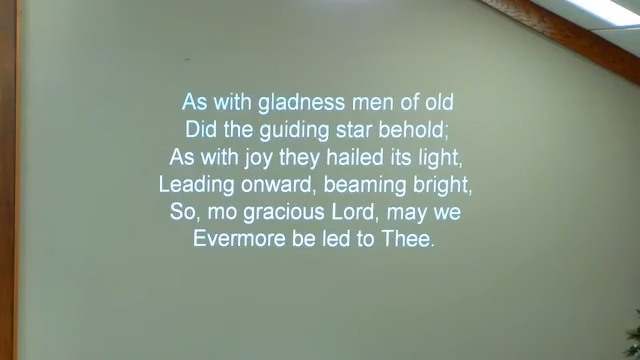 As with gladness men of old
Did the guiding star behold;
As with joy they hailed its light,
Leading onward, beaming bright,
So, mo gracious Lord, may we
Evermore be led to Thee.